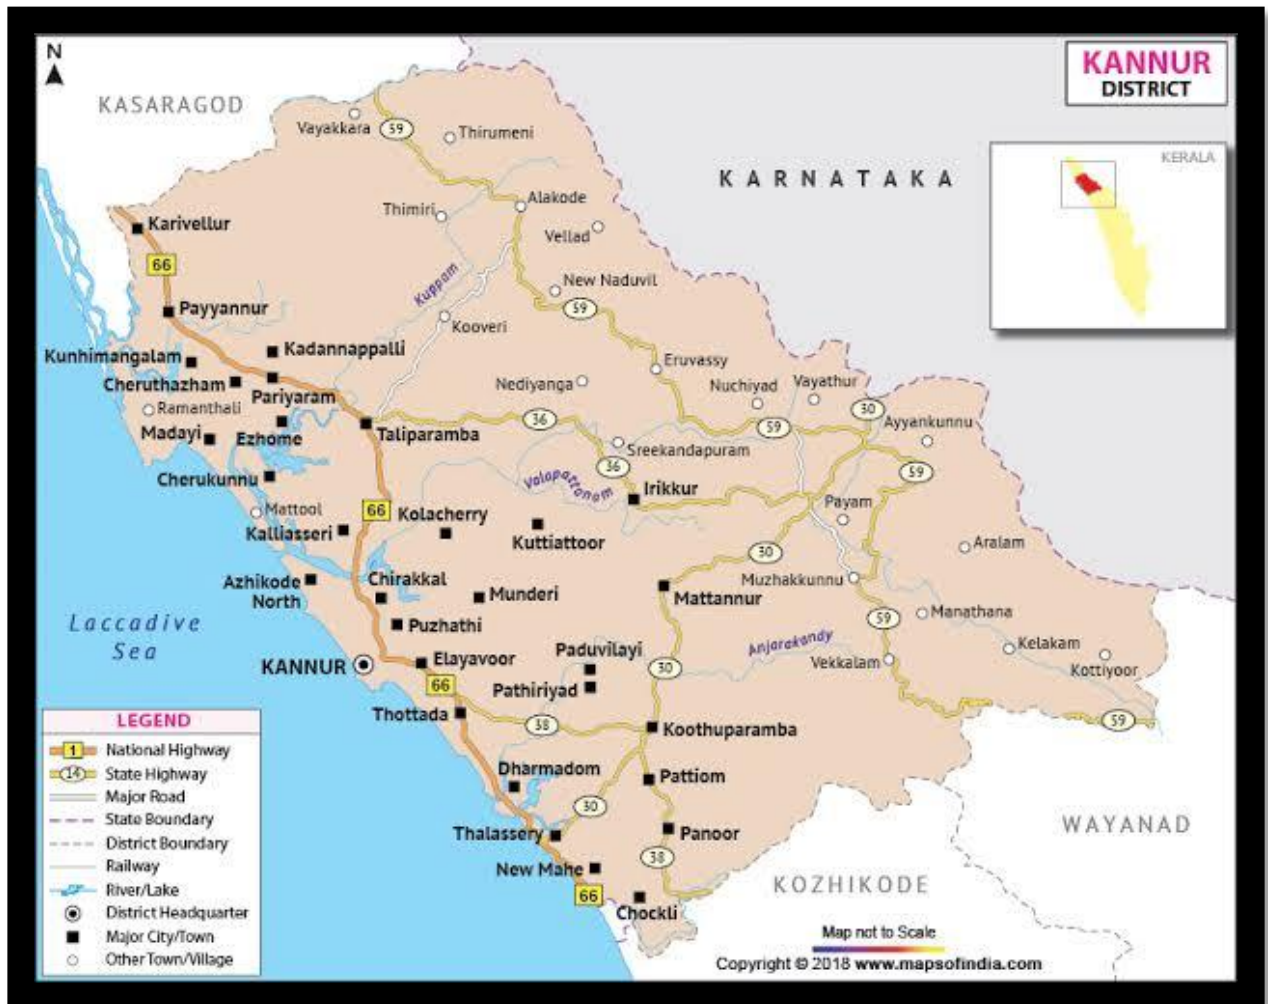 N
KANNUR
DISTRICT
KASARAGOD
Vayakkara
59
Thirumeni
KERALA
KARNATAKA
Alakode
Thimiri
Karivellur
Vellad
66
Kuppam
New Naduvil
Payyannur
59
Kooveri
Kadannappalli
Kunhimangalam
Eruvassy
Cheruthazham
Nediyanga
Nuchiyad
Vayathur
Pariyaram
Ramanthali
30
36
59
Ayyankunnu
Madayi
Ezhome
Taliparamba
Sreekandapuram
36
59
Cherukunnu
Valapattanam
Irikkur
Payam
Mattool
66
Kolacherry
Kalliasseri
Kuttiattoor
Aralam
30
Azhikode
North
Chirakkal
Muzhakkunnu
Munderi
Mattannur
Manathana
59
Laccadive
Sea
Puzhathi
Anjarakandy
Kelakam
Paduvilayi
Elayavoor
KANNUR
30
Vekkalam
Kottiyoor
66
Pathiriyad
Thottada
38
59
Koothuparamba
Dharmadom
Pattiom
30
Thalassery
Panoor
WAYANAD
38
New Mahe
66
KOZHIKODE
Chockli
LEGEND
1 National Highway
14 State Highway
Major Road
State Boundary
District Boundary
Railway
River/Lake
District Headquarter
Major City/Town
Other Town/Village
Map not to Scale
Copyright © 2018 www.mapsofindia.com